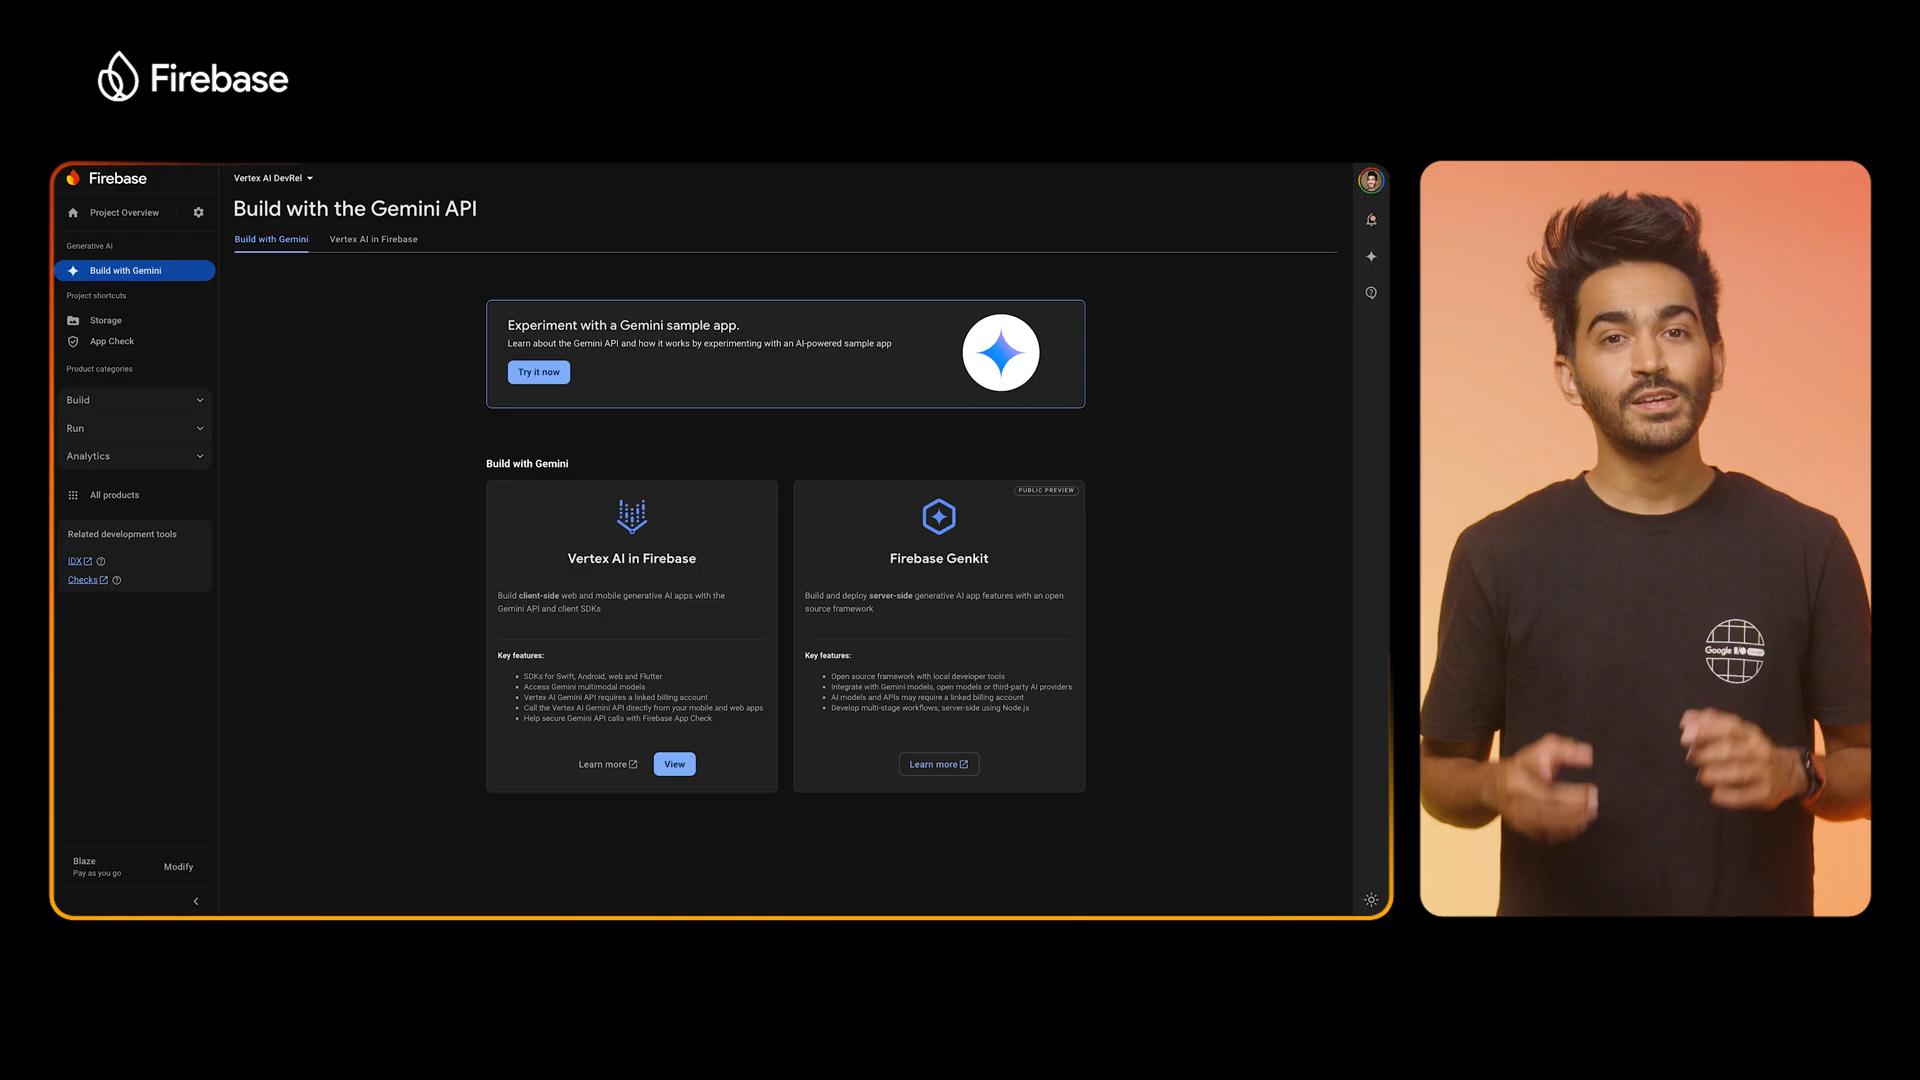 Firebase
Firebase
Project Overview
Generative AI
Build with Gemini
Project shortcuts
Storage
App Check
Product categories
Build
Run
Analytics
All products
Related development tools
IDX
Checks
Blaze
Pay as you go
Modify
Vertex AI DevRel
Build with the Gemini API
Build with Gemini
Vertex AI in Firebase
Experiment with a Gemini sample app.
Learn about the Gemini API and how it works by experimenting with an AI-powered sample app
Try it now
Build with Gemini
Vertex AI in Firebase
Build client-side web and mobile generative AI apps with the
Gemini API and client SDKs
Key features:
• SDKs for Swift, Android, web and Flutter
• Access Gemini multimodal models
• Vertex AI Gemini API requires a linked billing account
• Call the Vertex AI Gemini API directly from your mobile and web apps
• Help secure Gemini API calls with Firebase App Check
Learn more
View
PUBLIC PREVIEW
Firebase Genkit
Build and deploy server-side generative AI app features with an open
source framework
Key features:
• Open source framework with local developer tools
• Integrate with Gemini models, open models or third-party AI providers
• AI models and APIs may require a linked billing account
• Develop multi-stage workflows, server-side using Node.js
Learn more
Google I/O